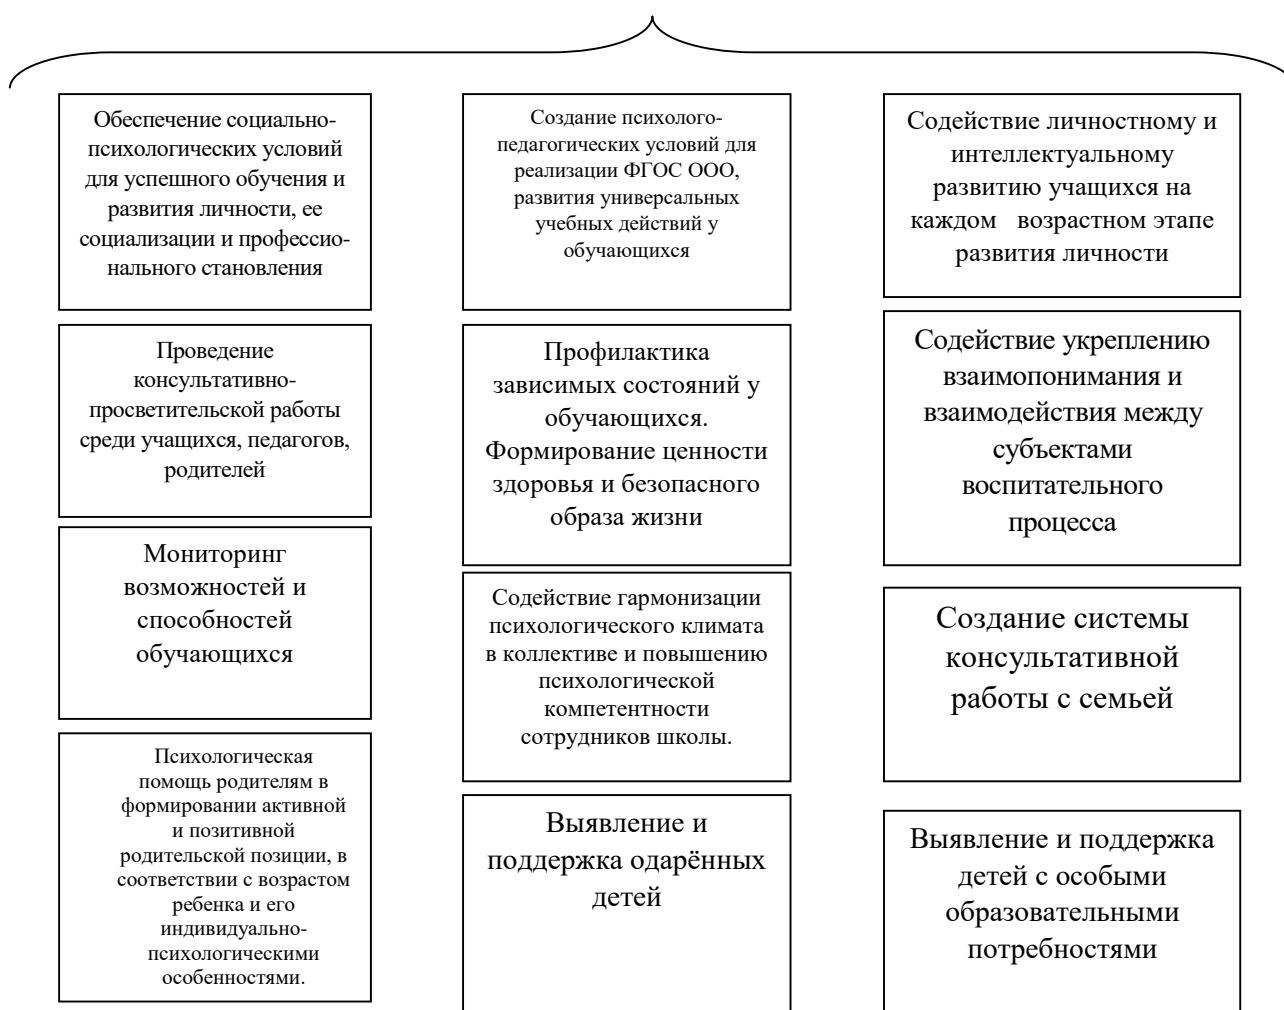 Обеспечение социально-
психологических условий
для успешного обучения и
развития личности, ее
социализации и профессио-
нального становления
Создание психолого-
педагогических условий для
реализации ФГОС ООО,
развития универсальных
учебных действий у
обучающихся
Содействие личностному и
интеллектуальному
развитию учащихся на
каждом возрастном этапе
развития личности
Проведение
консультативно-
просветительской работы
среди учащихся, педагогов,
родителей
Профилактика
зависимых состояний у
обучающихся.
Формирование ценности
здоровья и безопасного
образа жизни
Содействие укреплению
взаимопонимания и
взаимодействия между
субъектами
воспитательного
процесса
Мониторинг
возможностей и
способностей
обучающихся
Содействие гармонизации
психологического климата
в коллективе и повышению
психологической
компетентности
сотрудников школы.
Создание системы
консультативной
работы с семьей
Психологическая
помощь родителям в
формировании активной
и позитивной
родительской позиции, в
соответствии с возрастом
ребенка и его
индивидуально-
психологическими
особенностями.
Выявление и
поддержка одарённых
детей
Выявление и поддержка
детей с особыми
образовательными
потребностями